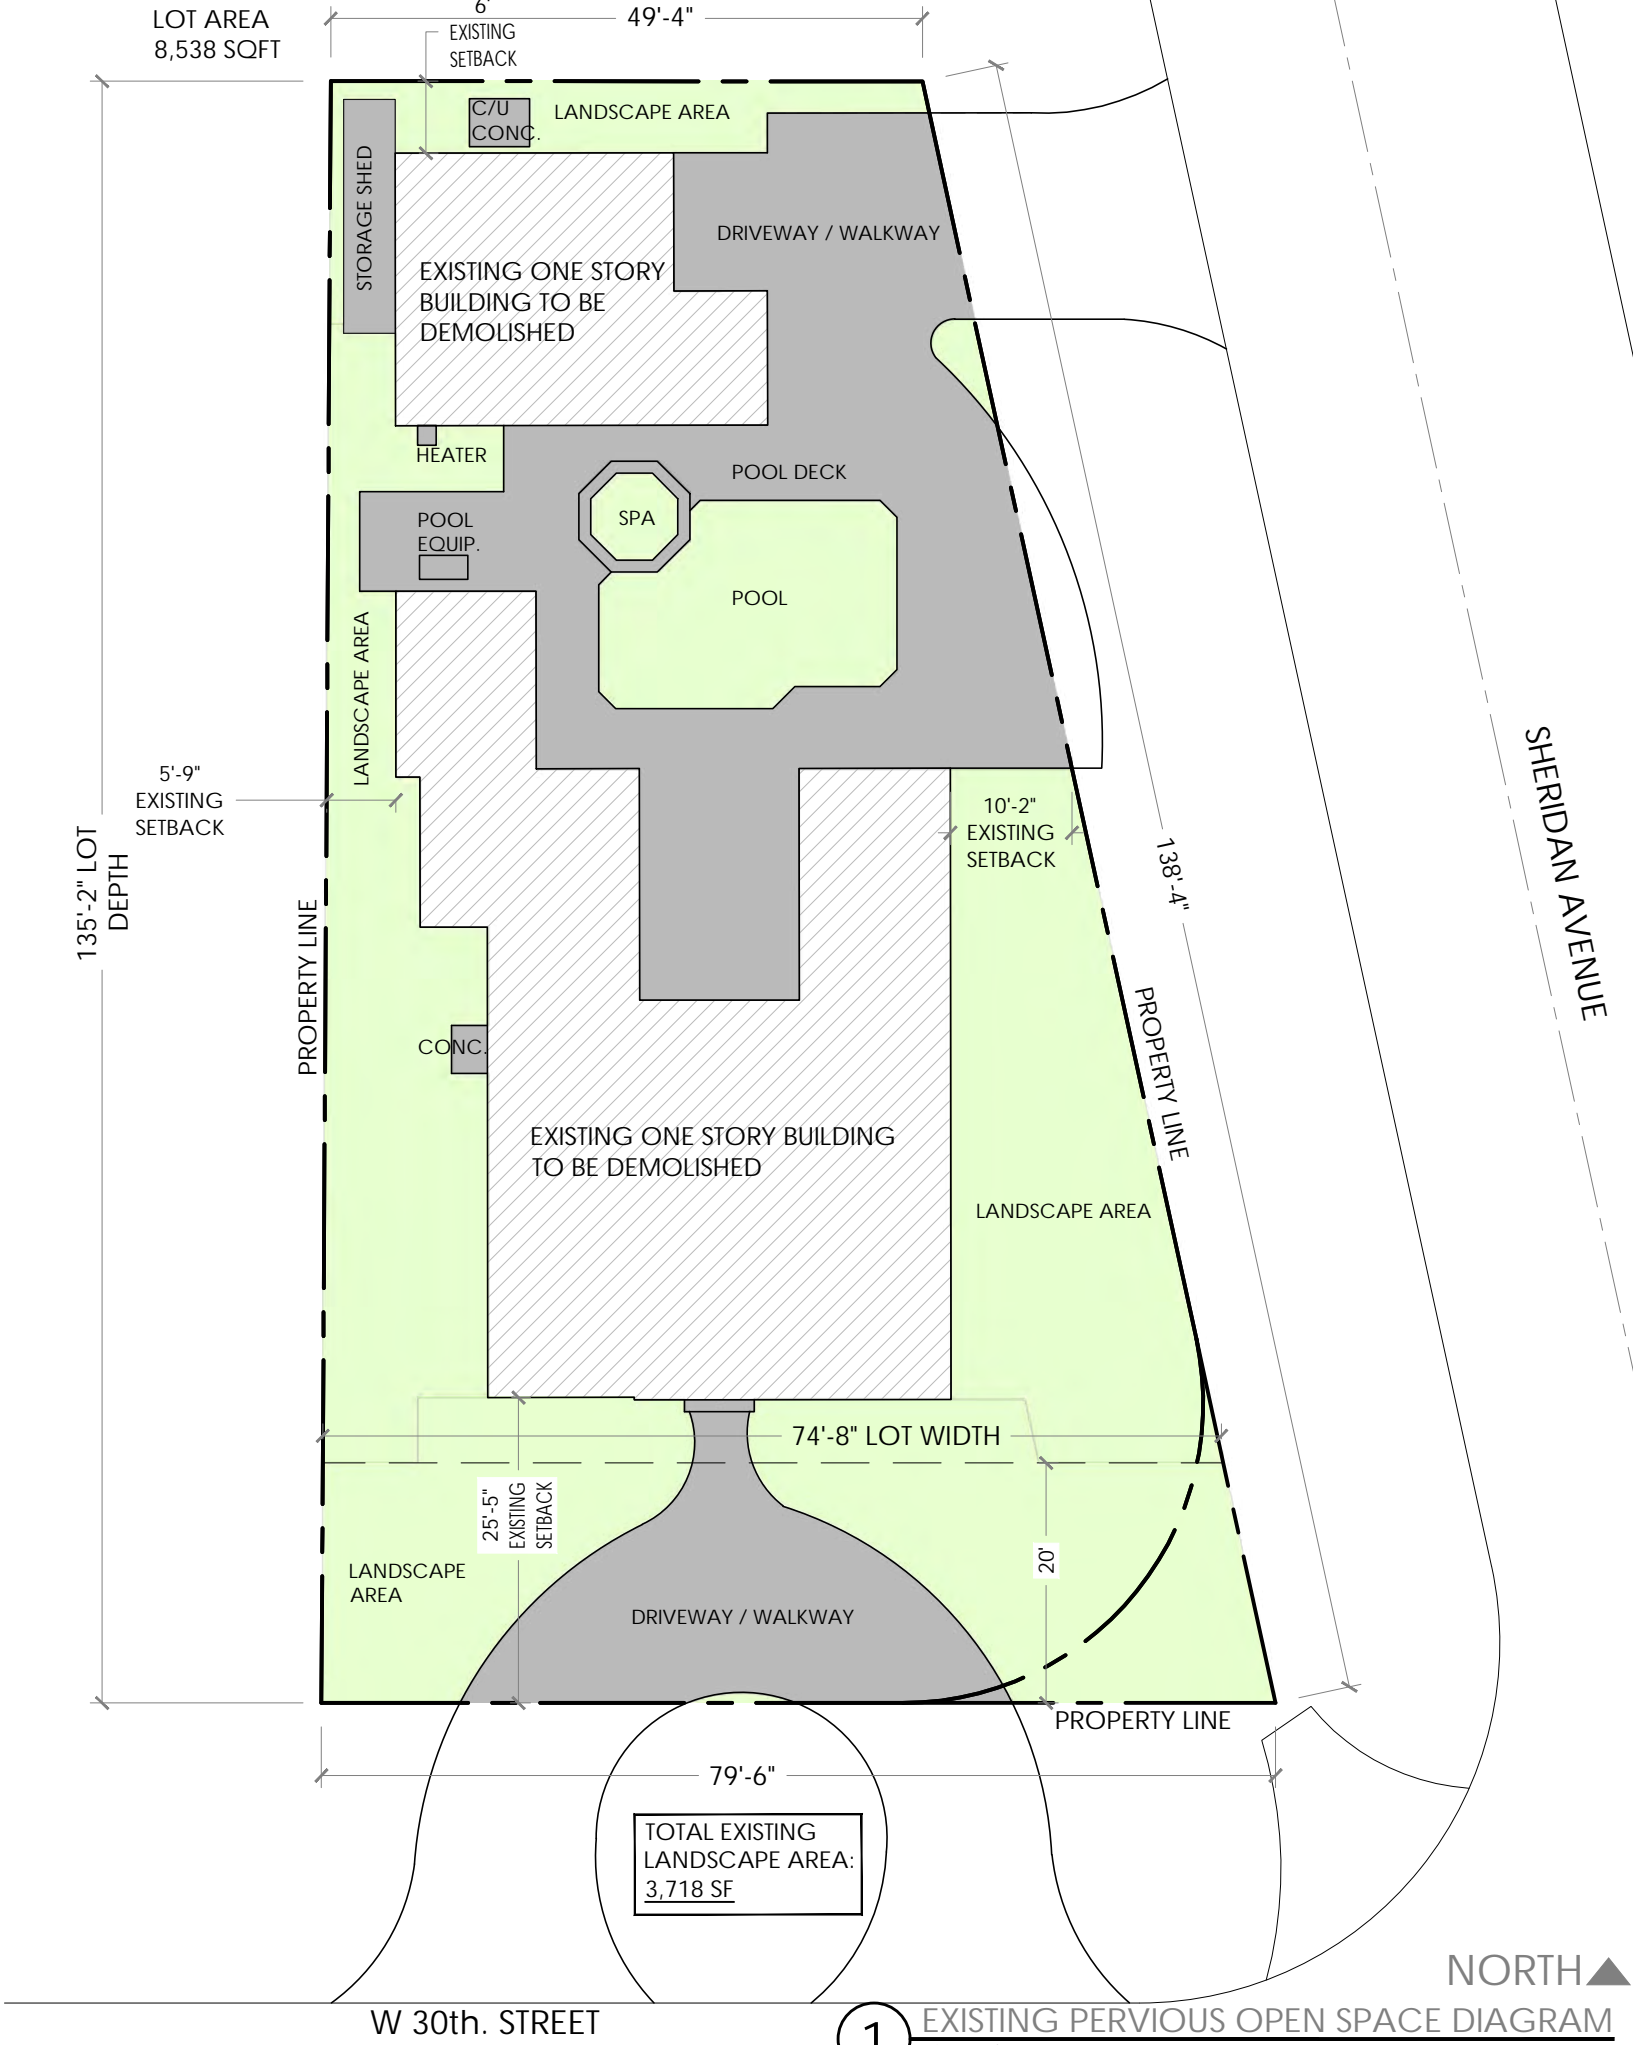 LOT AREA
8,538 SQFT
6'
EXISTING
SETBACK
49'-4"
C/U
CONC.
LANDSCAPE AREA
STORAGE SHED
DRIVEWAY / WALKWAY
EXISTING ONE STORY
BUILDING TO BE
DEMOLISHED
HEATER
POOL DECK
POOL
EQUIP.
SPA
POOL
LANDSCAPE AREA
5'-9"
EXISTING
SETBACK
10'-2"
EXISTING
SETBACK
135'-2" LOT
DEPTH
138'-4"
SHERIDAN AVENUE
PROPERTY LINE
PROPERTY LINE
CONC.
EXISTING ONE STORY BUILDING
TO BE DEMOLISHED
LANDSCAPE AREA
74'-8" LOT WIDTH
25'-5"
EXISTING
SETBACK
20'
LANDSCAPE
AREA
DRIVEWAY / WALKWAY
PROPERTY LINE
79'-6"
TOTAL EXISTING
LANDSCAPE AREA:
3,718 SF
NORTH
W 30th. STREET
1
EXISTING PERVIOUS OPEN SPACE DIAGRAM